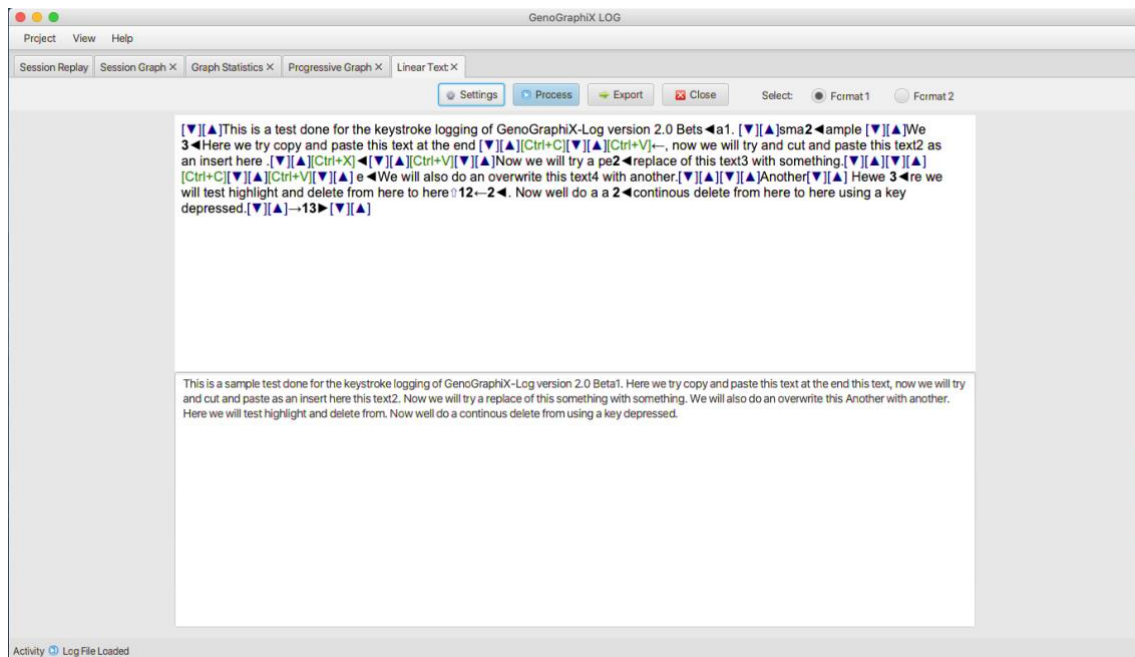 GenoGraphiX LOG
Project View Help
Session Replay Session Graph × Graph Statistics × Progressive Graph × Linear Text ×
Settings Process Export Close Select: Format 1 Format 2
[▼][▲]This is a test done for the keystroke logging of GenoGraphiX-Log version 2.0 Bets◄a1. [▼][▲]sma2◄ample [▼][▲]We
3◄Here we try copy and paste this text at the end [▼][▲][Ctrl+C][▼][▲][Ctrl+V]←, now we will try and cut and paste this text2 as
an insert here .[▼][▲][Ctrl+X]◄[▼][▲][Ctrl+V][▼][▲]Now we will try a pe2◄replace of this text3 with something.[▼][▲][▼][▲]
[Ctrl+C][▼][▲][Ctrl+V][▼][▲] e◄We will also do an overwrite this text4 with another.[▼][▲][▼][▲]Another[▼][▲] Hewe 3◄re we
will test highlight and delete from here to here⇧12←2◄. Now well do a a 2◄continous delete from here to here using a key
depressed.[▼][▲]→13►[▼][▲]
This is a sample test done for the keystroke logging of GenoGraphiX-Log version 2.0 Beta1. Here we try copy and paste this text at the end this text, now we will try
and cut and paste as an insert here this text2. Now we will try a replace of this something with something. We will also do an overwrite this Another with another.
Here we will test highlight and delete from. Now well do a continous delete from using a key depressed.
Activity Log File Loaded